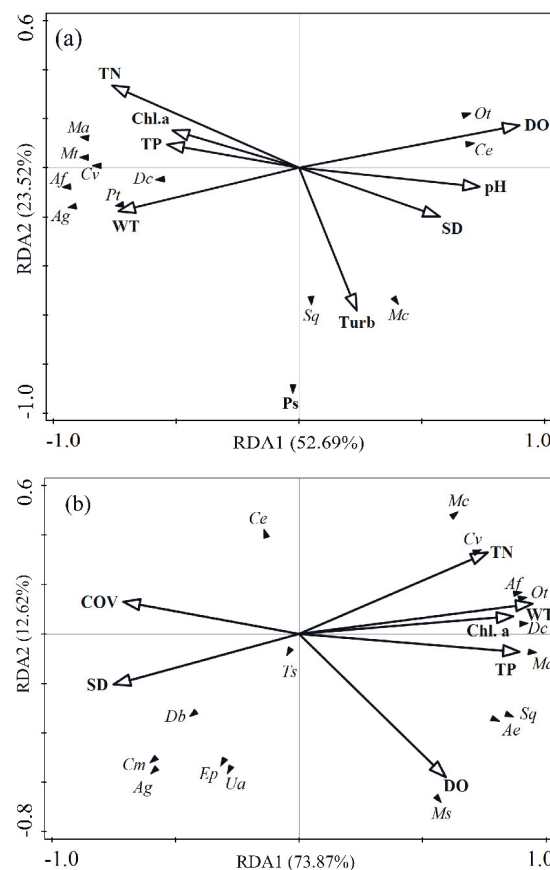 0.6
(a)
TN
Chl.a
Ot
DO
Ma
TP
Ce
Mt
Cv
Af
Dc
pH
Pt
Ag
WT
SD
RDA2 (23.52%)
Sq
Turb
Mc
Ps
-1.0
-1.0
RDA1 (52.69%)
1.0
0.6
(b)
Mc
Ce
Cv
TN
COV
Af
Ot
WT
Chl. a
Dc
RDA2 (12.62%)
Ts
TP
Ma
SD
Db
Sq
Ae
Cm
Ep
DO
Ag
Ua
Ms
-0.8
-1.0
RDA1 (73.87%)
1.0